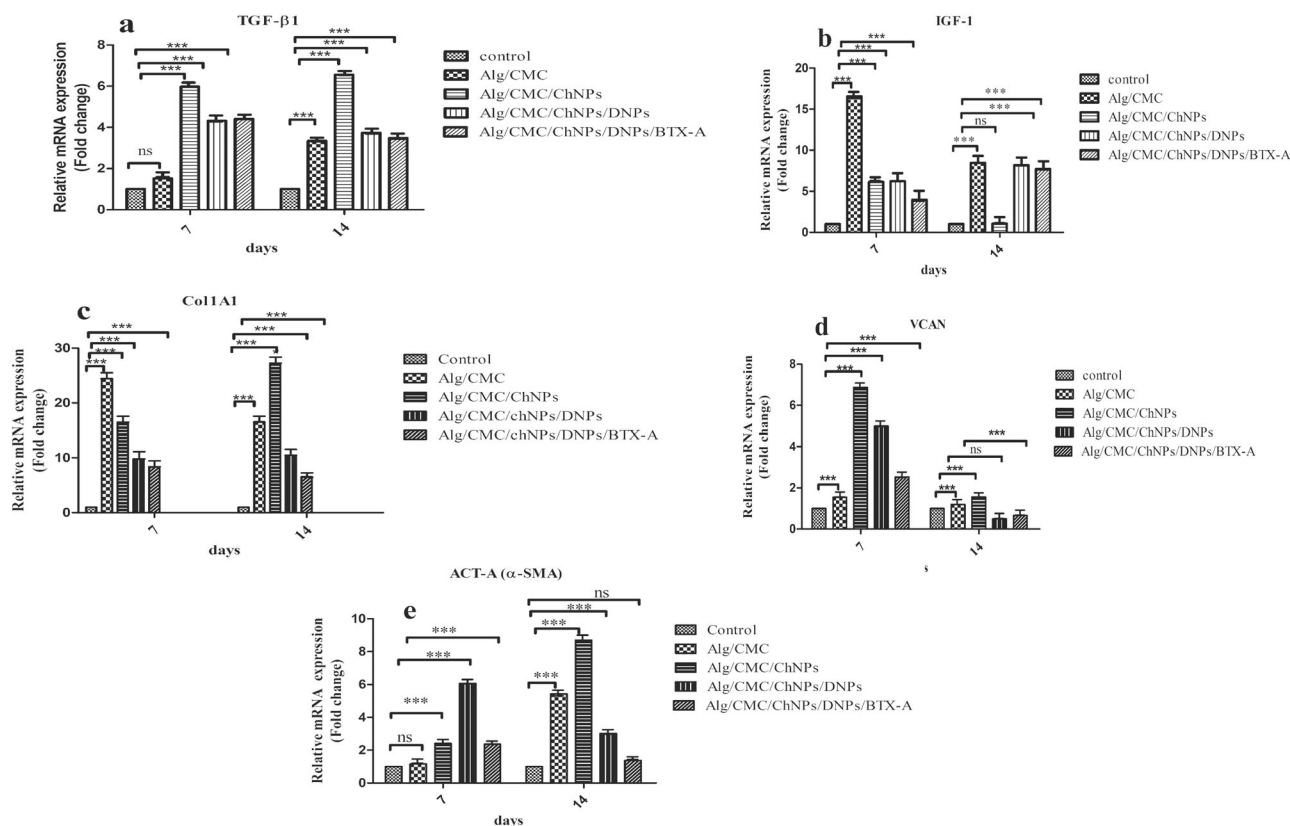 a
TGF-β1
***
***
***
ns
***
***
***
***
8
6
4
2
0
Relative mRNA expression
(Fold change)
7
14
days
control
Alg/CMC
Alg/CMC/ChNPs
Alg/CMC/ChNPs/DNPs
Alg/CMC/ChNPs/DNPs/BTX-A
b
IGF-1
***
***
***
***
***
***
ns
***
20
15
10
5
0
Relative mRNA expression
(Fold change)
7
14
days
control
Alg/CMC
Alg/CMC/ChNPs
Alg/CMC/ChNPs/DNPs
Alg/CMC/ChNPs/DNPs/BTX-A
c
Col1A1
***
***
***
***
***
***
***
***
30
20
10
0
Relative mRNA expression
(Fold change)
7
14
days
Control
Alg/CMC
Alg/CMC/ChNPs
Alg/CMC/chNPs/DNPs
Alg/CMC/chNPs/DNPs/BTX-A
d
VCAN
***
***
***
***
***
ns
***
***
8
6
4
2
0
Relative mRNA expression
(Fold change)
7
14
s
control
Alg/CMC
Alg/CMC/ChNPs
Alg/CMC/ChNPs/DNPs
Alg/CMC/ChNPs/DNPs/BTX-A
e
ACT-A (α-SMA)
***
***
***
ns
ns
***
***
***
10
8
6
4
2
0
Relative mRNA expression
(Fold change)
7
14
days
Control
Alg/CMC
Alg/CMC/ChNPs
Alg/CMC/ChNPs/DNPs
Alg/CMC/ChNPs/DNPs/BTX-A